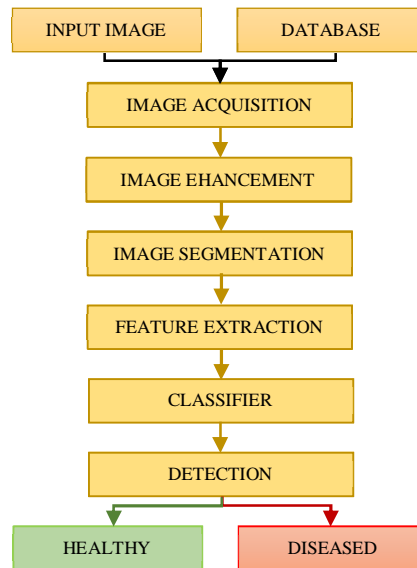 INPUT IMAGE
DATABASE
IMAGE ACQUISITION
IMAGE EHANCEMENT
IMAGE SEGMENTATION
FEATURE EXTRACTION
CLASSIFIER
DETECTION
HEALTHY
DISEASED